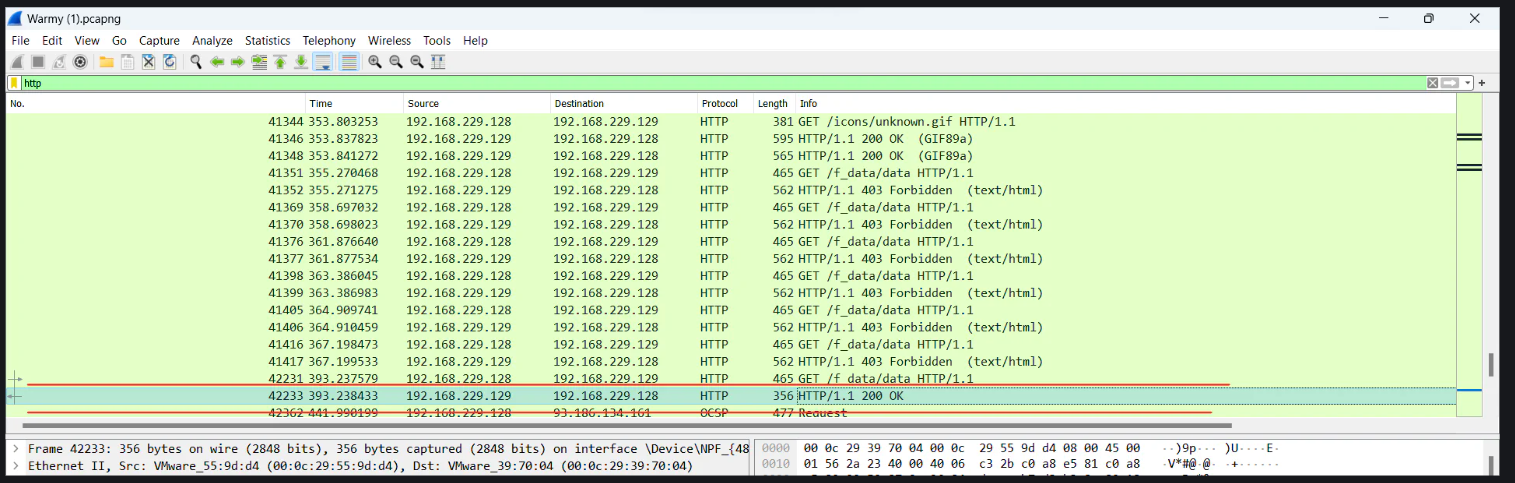 Warmy (1).pcapng
File Edit View Go Capture Analyze Statistics Telephony Wireless Tools Help
http
No. Time Source Destination Protocol Length Info
41344 353.803253 192.168.229.128 192.168.229.129 HTTP 381 GET /icons/unknown.gif HTTP/1.1
41346 353.837823 192.168.229.129 192.168.229.128 HTTP 595 HTTP/1.1 200 OK (GIF89a)
41348 353.841272 192.168.229.129 192.168.229.128 HTTP 565 HTTP/1.1 200 OK (GIF89a)
41351 355.270468 192.168.229.128 192.168.229.129 HTTP 465 GET /f_data/data HTTP/1.1
41352 355.271275 192.168.229.129 192.168.229.128 HTTP 562 HTTP/1.1 403 Forbidden (text/html)
41369 358.697032 192.168.229.128 192.168.229.129 HTTP 465 GET /f_data/data HTTP/1.1
41370 358.698023 192.168.229.129 192.168.229.128 HTTP 562 HTTP/1.1 403 Forbidden (text/html)
41376 361.876640 192.168.229.128 192.168.229.129 HTTP 465 GET /f_data/data HTTP/1.1
41377 361.877534 192.168.229.129 192.168.229.128 HTTP 562 HTTP/1.1 403 Forbidden (text/html)
41398 363.386045 192.168.229.128 192.168.229.129 HTTP 465 GET /f_data/data HTTP/1.1
41399 363.386983 192.168.229.129 192.168.229.128 HTTP 562 HTTP/1.1 403 Forbidden (text/html)
41405 364.909741 192.168.229.128 192.168.229.129 HTTP 465 GET /f_data/data HTTP/1.1
41406 364.910459 192.168.229.129 192.168.229.128 HTTP 562 HTTP/1.1 403 Forbidden (text/html)
41416 367.198473 192.168.229.128 192.168.229.129 HTTP 465 GET /f_data/data HTTP/1.1
41417 367.199533 192.168.229.129 192.168.229.128 HTTP 562 HTTP/1.1 403 Forbidden (text/html)
42231 393.237579 192.168.229.128 192.168.229.129 HTTP 465 GET /f_data/data HTTP/1.1
42233 393.238433 192.168.229.129 192.168.229.128 HTTP 356 HTTP/1.1 200 OK
42362 441.990199 192.168.229.128 93.186.134.161 OCSP 477 Request
Frame 42233: 356 bytes on wire (2848 bits), 356 bytes captured (2848 bits) on interface \Device\NPF_{48
Ethernet II, Src: VMware_55:9d:d4 (00:0c:29:55:9d:d4), Dst: VMware_39:70:04 (00:0c:29:39:70:04)
0000 00 0c 29 39 70 04 00 0c 29 55 9d d4 08 00 45 00 ··)9p··· )U····E·
0010 01 56 2a 23 40 00 40 06 c3 2b c0 a8 e5 81 c0 a8 ·V*#@·@· ·+······